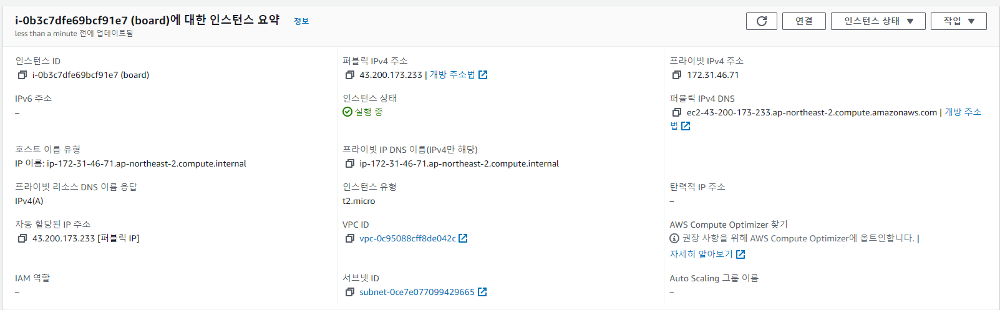 i-0b3c7dfe69bcf91e7 (board)에 대한 인스턴스 요약 정보
less than a minute 전에 업데이트됨
연결
인스턴스 상태 ▼
작업 ▼
인스턴스 ID
i-0b3c7dfe69bcf91e7 (board)
퍼블릭 IPv4 주소
43.200.173.233 | 개방 주소법
프라이빗 IPv4 주소
172.31.46.71
IPv6 주소
–
인스턴스 상태
실행 중
퍼블릭 IPv4 DNS
ec2-43-200-173-233.ap-northeast-2.compute.amazonaws.com | 개방 주소
법
호스트 이름 유형
IP 이름: ip-172-31-46-71.ap-northeast-2.compute.internal
프라이빗 IP DNS 이름(IPv4만 해당)
ip-172-31-46-71.ap-northeast-2.compute.internal
프라이빗 리소스 DNS 이름 응답
IPv4(A)
인스턴스 유형
t2.micro
탄력적 IP 주소
–
자동 할당된 IP 주소
43.200.173.233 [퍼블릭 IP]
VPC ID
vpc-0c95088cff8de042c
AWS Compute Optimizer 찾기
권장 사항을 위해 AWS Compute Optimizer에 옵트인합니다. |
자세히 알아보기
IAM 역할
–
서브넷 ID
subnet-0ce7e077099429665
Auto Scaling 그룹 이름
–